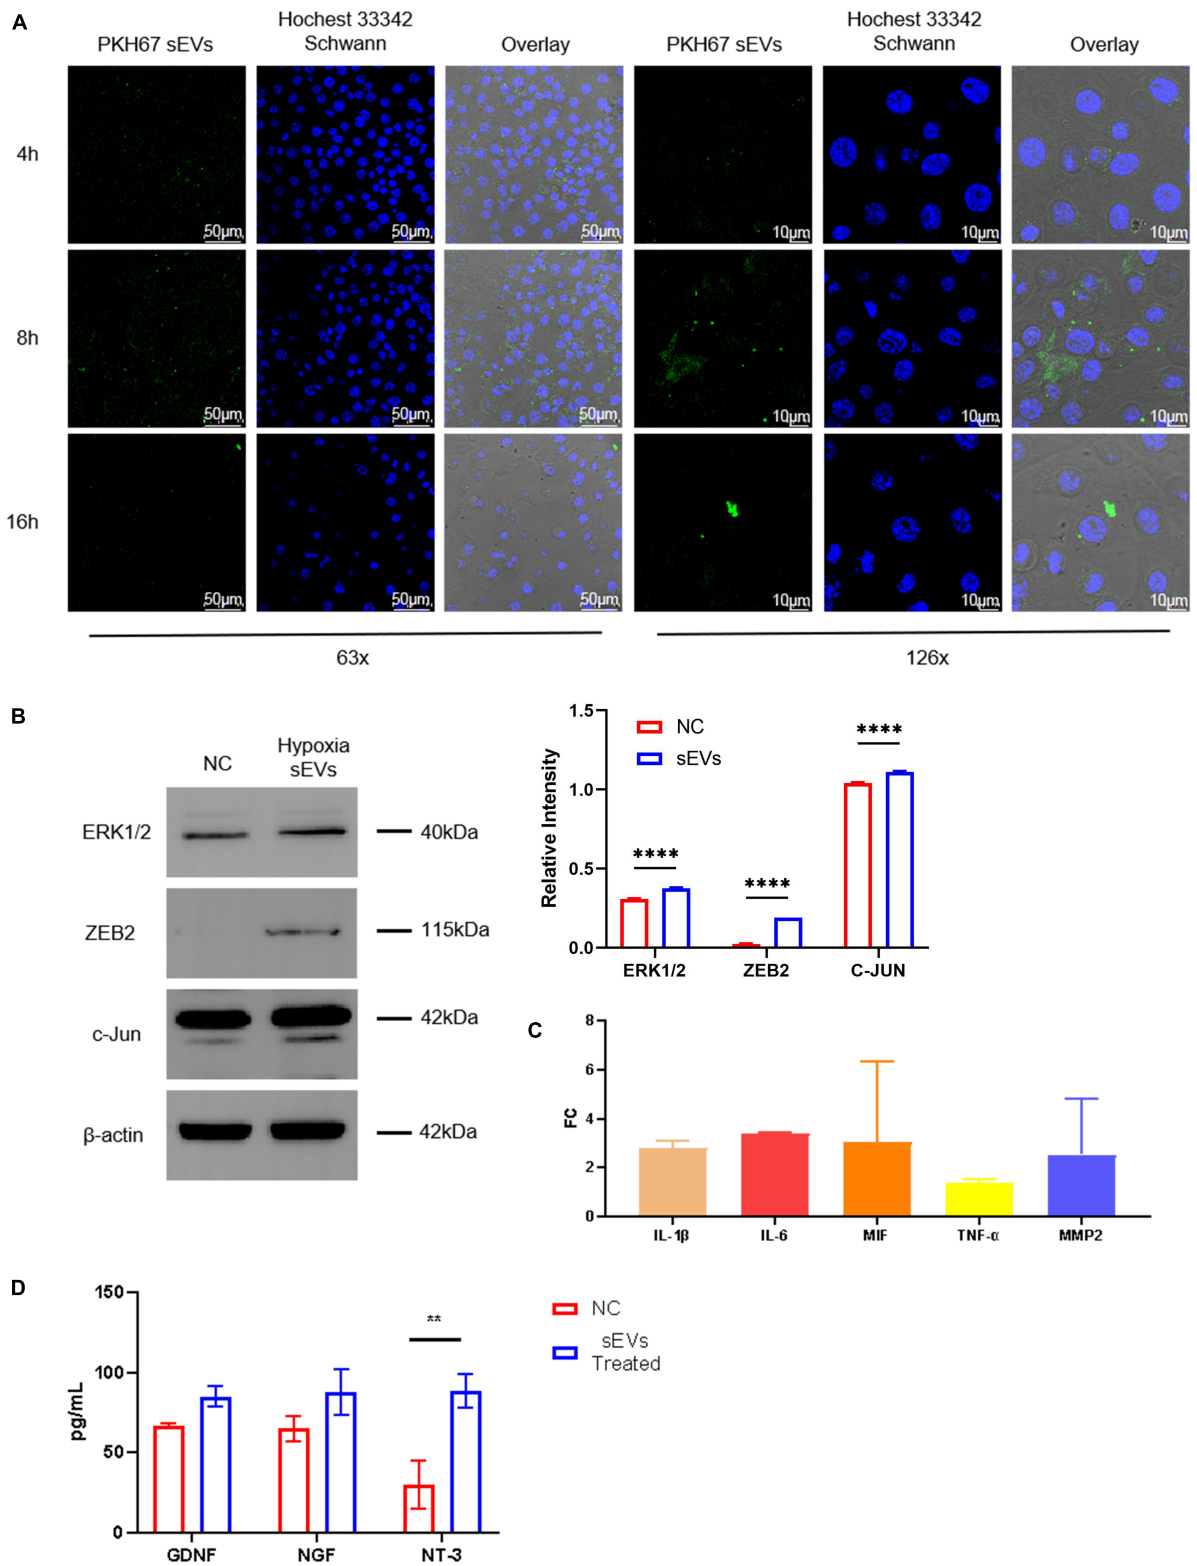 A
PKH67 sEVs
Hochest 33342
Schwann
Overlay
PKH67 sEVs
Hochest 33342
Schwann
Overlay
4h
50μm
50μm
50μm
10μm
10μm
10μm
8h
50μm
50μm
50μm
10μm
10μm
10μm
16h
50μm
50μm
50μm
10μm
10μm
10μm
63x
126x
B
NC
Hypoxia
sEVs
ERK1/2
40kDa
ZEB2
115kDa
c-Jun
42kDa
β-actin
42kDa
Relative Intensity
1.5
1.0
0.5
0.0
NC
sEVs
****
****
****
ERK1/2
ZEB2
C-JUN
C
FC
8
6
4
2
0
IL-1β
IL-6
MIF
TNF-α
MMP2
D
pg/mL
150
100
50
0
**
GDNF
NGF
NT-3
NC
sEVs
Treated